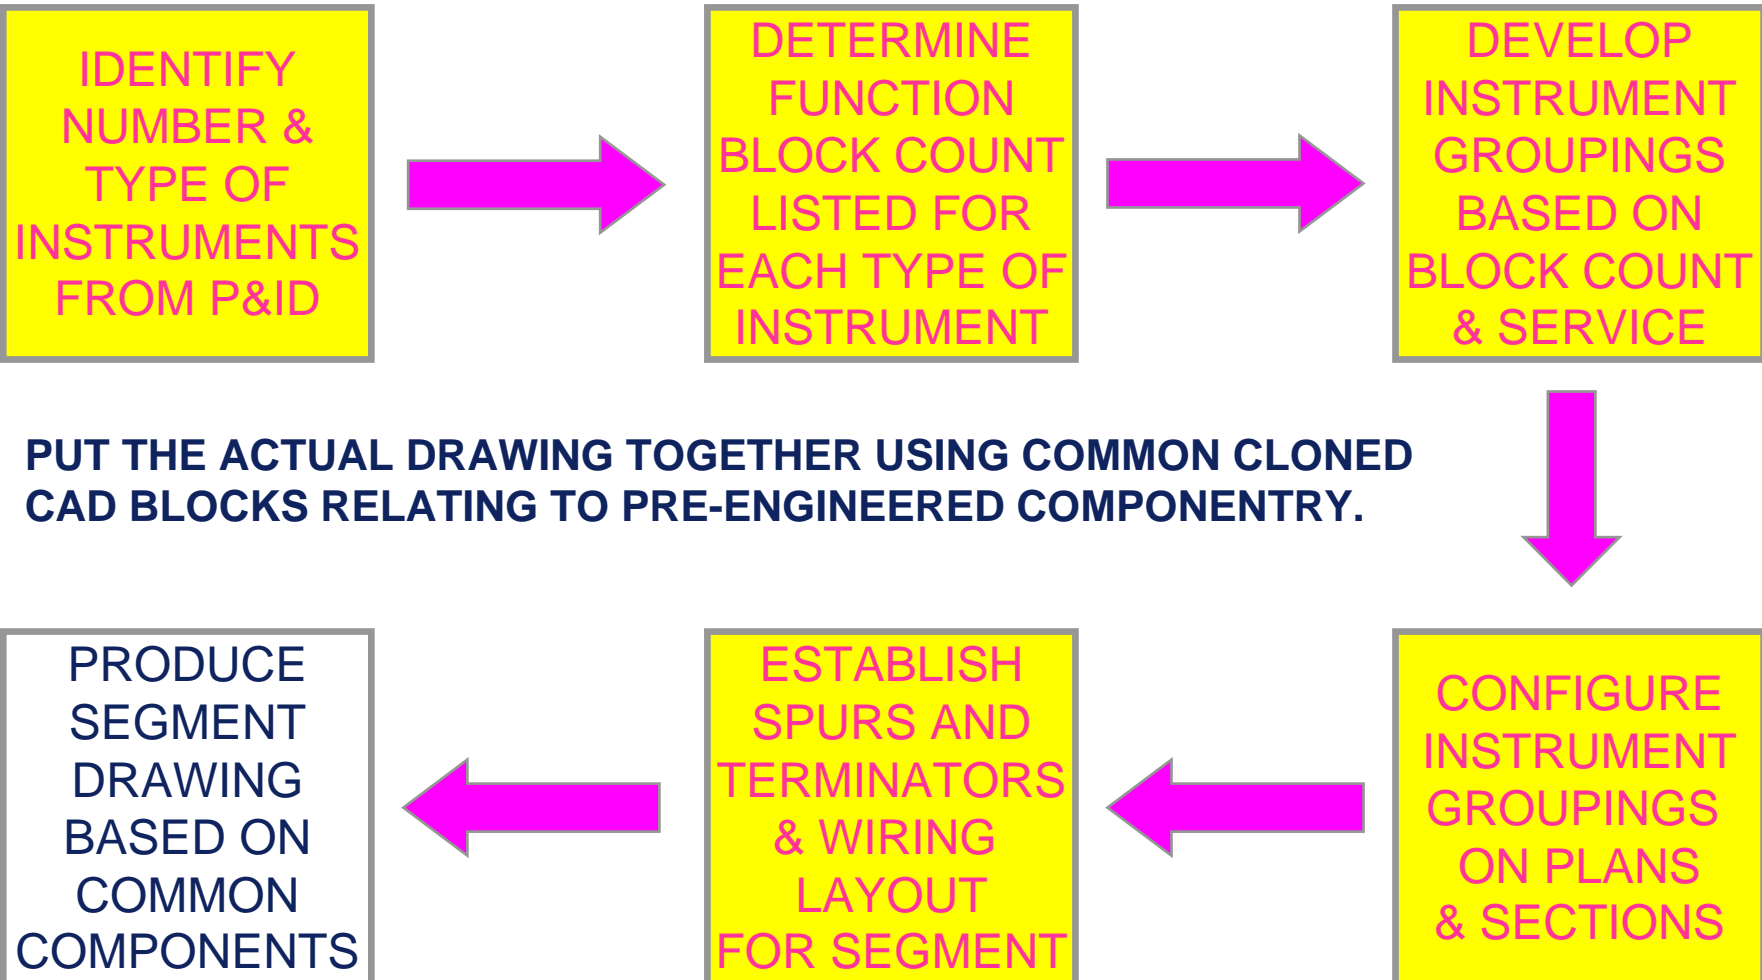 IDENTIFY
NUMBER &
TYPE OF
INSTRUMENTS
FROM P&ID
DETERMINE
FUNCTION
BLOCK COUNT
LISTED FOR
EACH TYPE OF
INSTRUMENT
DEVELOP
INSTRUMENT
GROUPINGS
BASED ON
BLOCK COUNT
& SERVICE
PUT THE ACTUAL DRAWING TOGETHER USING COMMON CLONED
CAD BLOCKS RELATING TO PRE-ENGINEERED COMPONENTRY.
PRODUCE
SEGMENT
DRAWING
BASED ON
COMMON
COMPONENTS
ESTABLISH
SPURS AND
TERMINATORS
& WIRING
LAYOUT
FOR SEGMENT
CONFIGURE
INSTRUMENT
GROUPINGS
ON PLANS
& SECTIONS